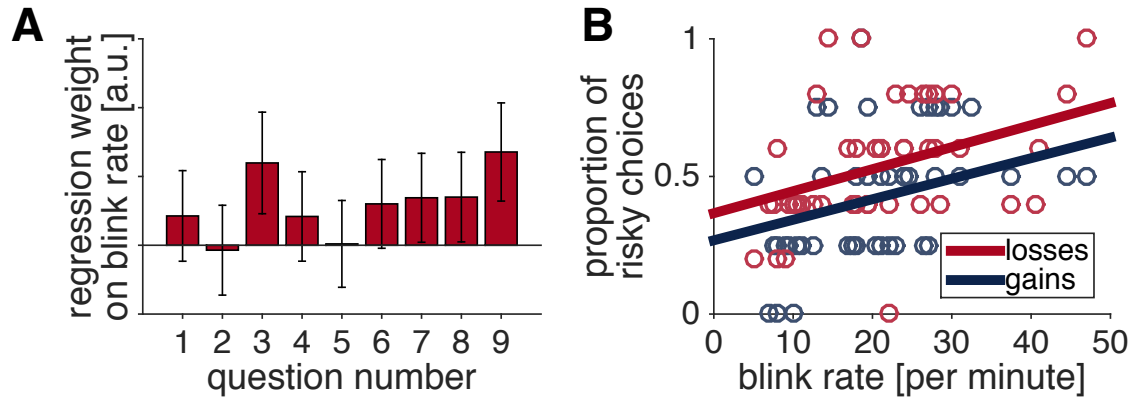 A
regression weight
on blink rate [a.u.]
1 2 3 4 5 6 7 8 9
question number
B
proportion of
risky choices
1
0.5
0
0 10 20 30 40 50
blink rate [per minute]
losses
gains